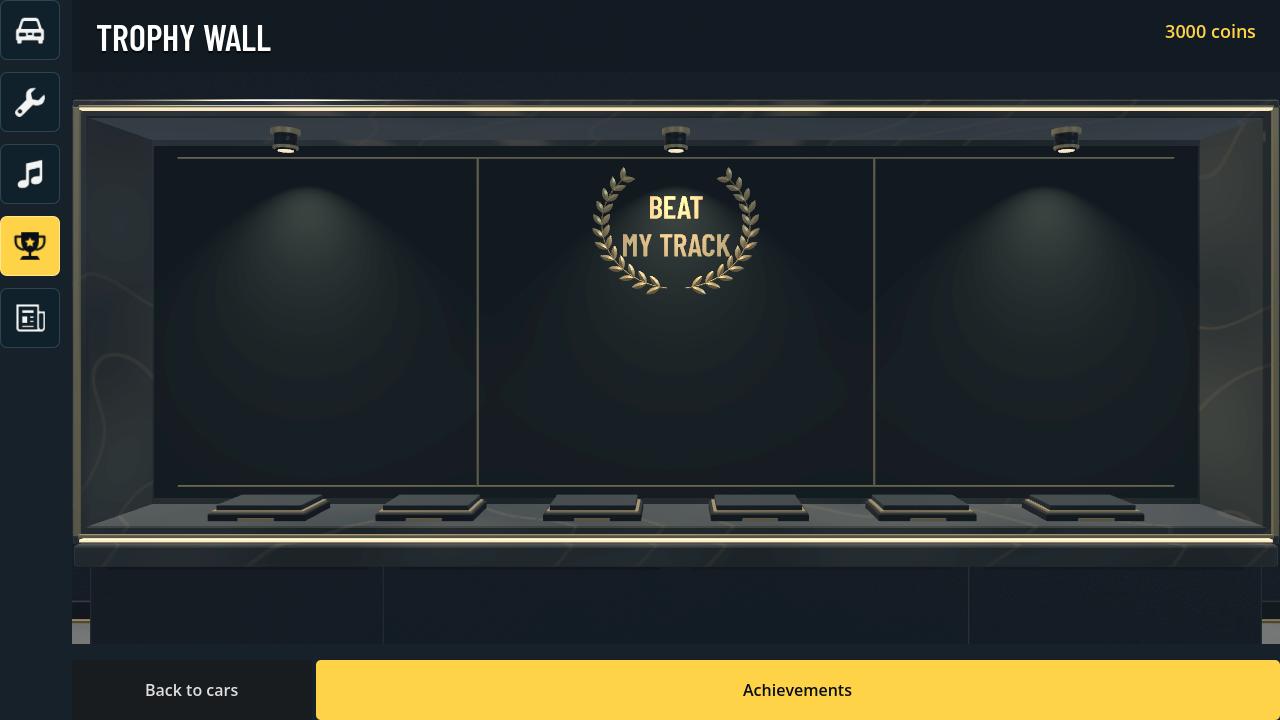 TROPHY WALL
3000 coins
BEAT
MY TRACK
Back to cars
Achievements